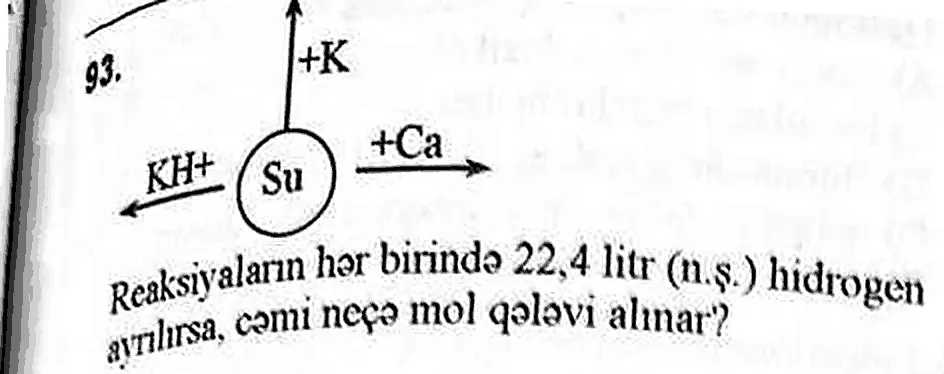 93.
+K
+Ca
KH+
Su
Reaksiyaların hər birində 22,4 litr (n.ş.) hidrogen
ayrılırsa, cəmi neçə mol qələvi alınar?